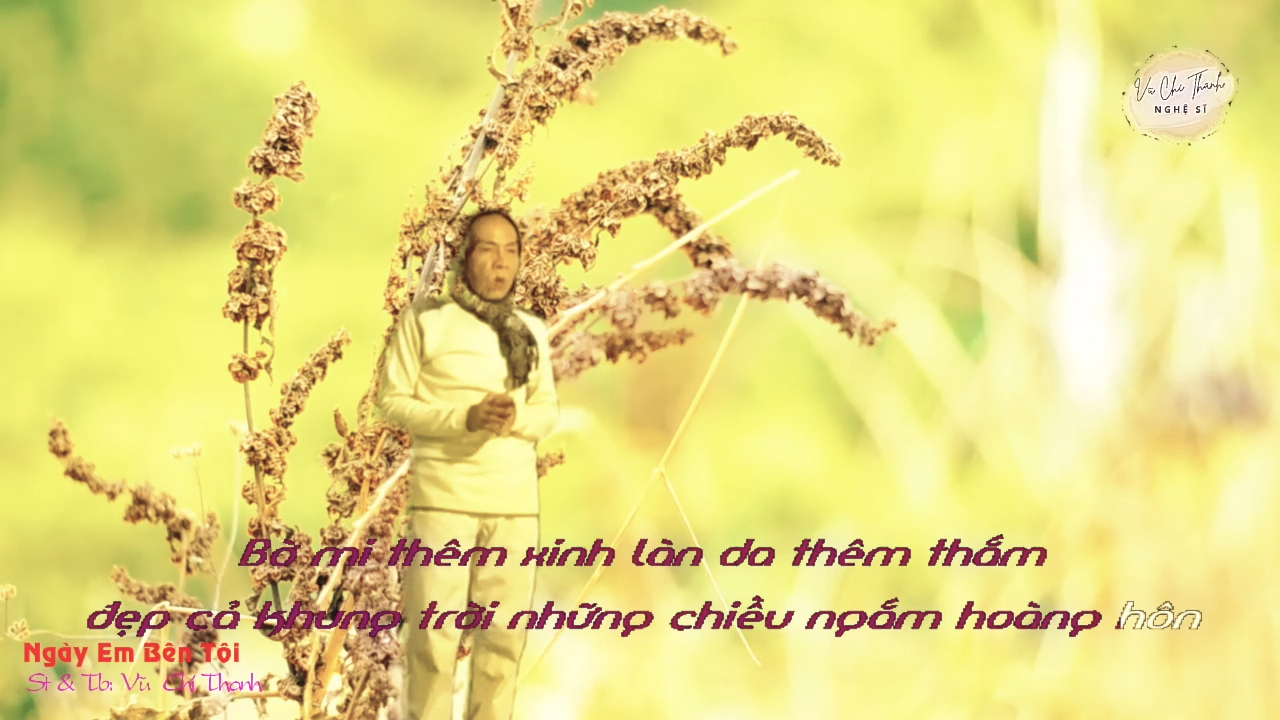 Vũ Chí Thanh
NGHỆ SĨ
Bờ mi thêm xinh làn da thêm thắm
đẹp cả khung trời những chiều ngắm hoàng hôn
Ngày Em Bên Tôi
St & Tb: Vũ Chí Thanh